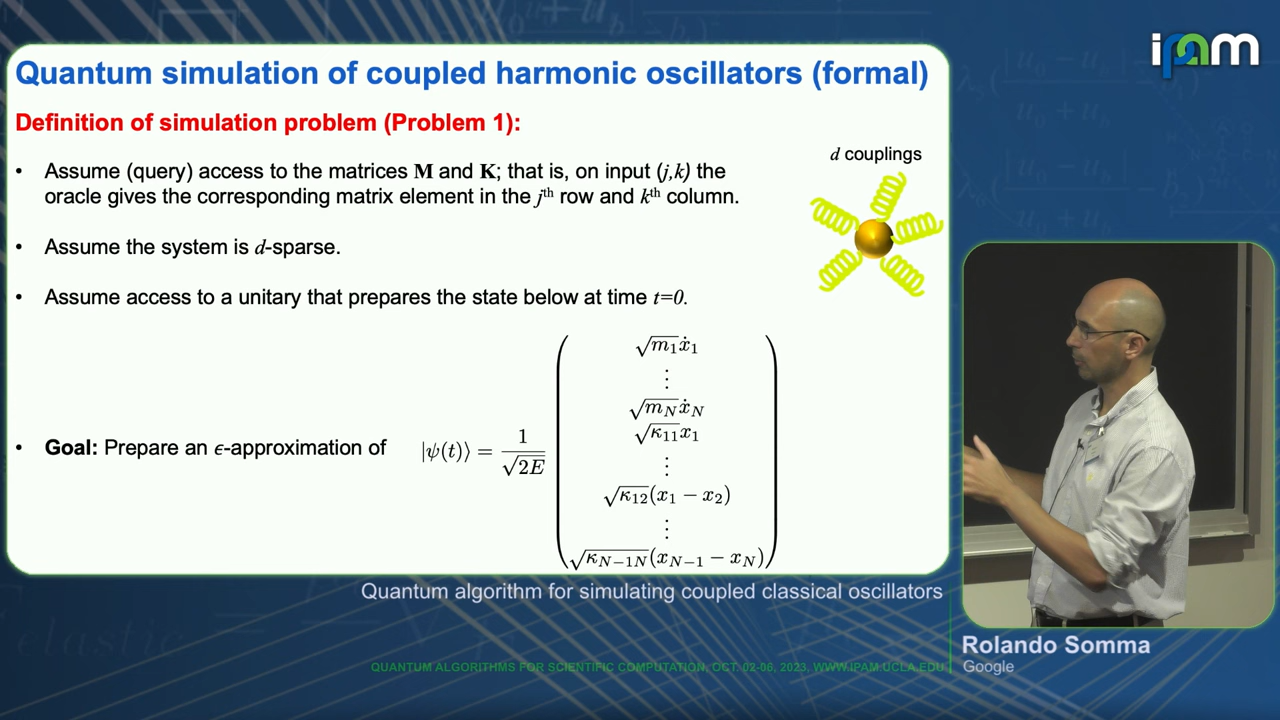 ipam
Quantum simulation of coupled harmonic oscillators (formal)
Definition of simulation problem (Problem 1):
d couplings
• Assume (query) access to the matrices M and K; that is, on input (j,k) the
oracle gives the corresponding matrix element in the jᵗʰ row and kᵗʰ column.
• Assume the system is d-sparse.
• Assume access to a unitary that prepares the state below at time t=0.
√m₁ẋ₁
⋮
√m_Nẋ_N
√κ₁₁x₁
⋮
• Goal: Prepare an ϵ-approximation of |ψ(t)⟩ = 1/√2E
√κ₁₂(x₁ − x₂)
⋮
√κ_{N−1N}(x_{N−1} − x_N)
Quantum algorithm for simulating coupled classical oscillators
Rolando Somma
Google
QUANTUM ALGORITHMS FOR SCIENTIFIC COMPUTATION, OCT. 02-06, 2023, WWW.IPAM.UCLA.EDU
elastic